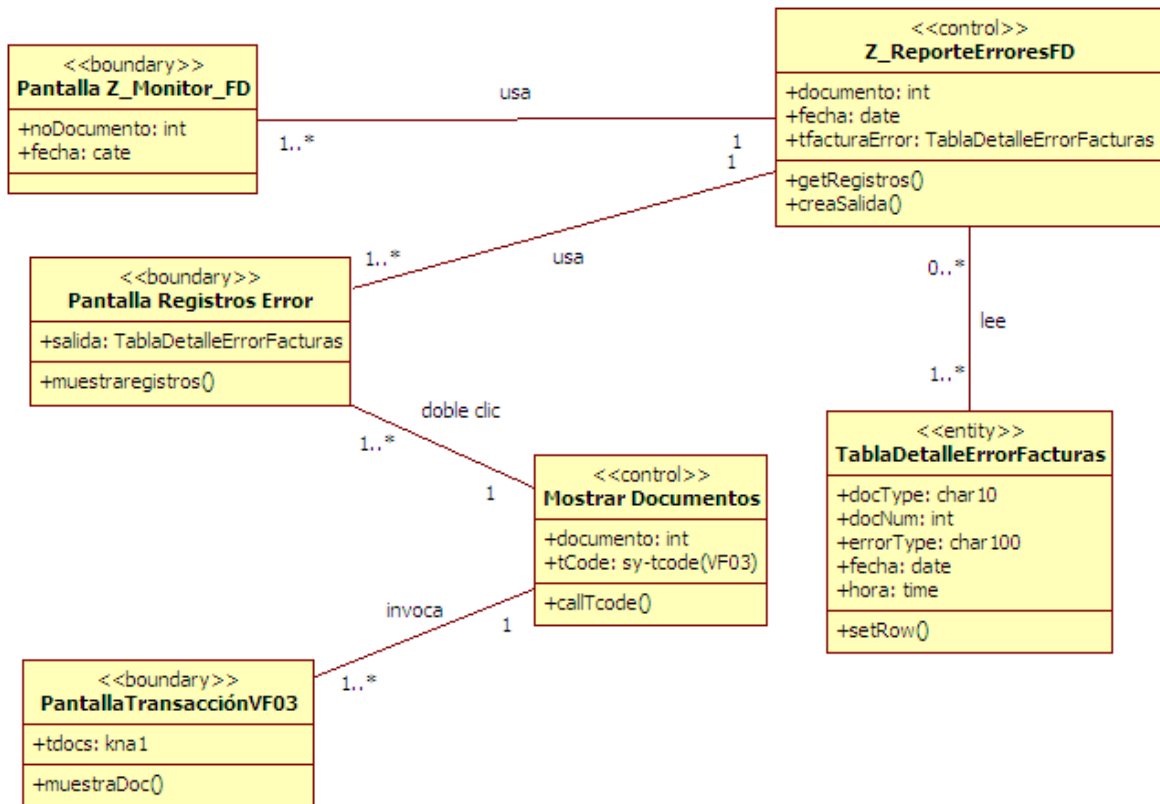 <<boundary>>
Pantalla Z_Monitor_FD
+noDocumento: int
+fecha: cate
usa
1..*
1
<<control>>
Z_ReporteErroresFD
+documento: int
+fecha: date
+tfacturaError: TablaDetalleErrorFacturas
+getRegistros()
+creaSalida()
1
1..*
usa
<<boundary>>
Pantalla Registros Error
+salida: TablaDetalleErrorFacturas
+muestraregistros()
0..*
lee
1..*
doble clic
1..*
1
<<control>>
Mostrar Documentos
+documento: int
+tCode: sy-tcode(VF03)
+callTcode()
<<entity>>
TablaDetalleErrorFacturas
+docType: char10
+docNum: int
+errorType: char100
+fecha: date
+hora: time
+setRow()
invoca
1
1..*
<<boundary>>
PantallaTransacciónVF03
+tdocs: kna1
+muestraDoc()